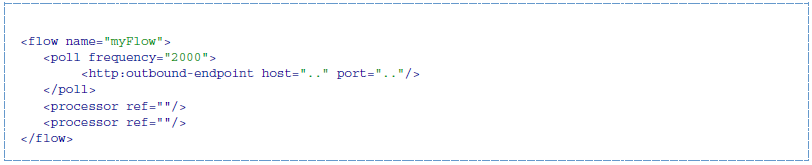 <flow name="myFlow">
<poll frequency="2000">
<http:outbound-endpoint host=".." port=".."/>
</poll>
<processor ref=""/>
<processor ref=""/>
</flow>